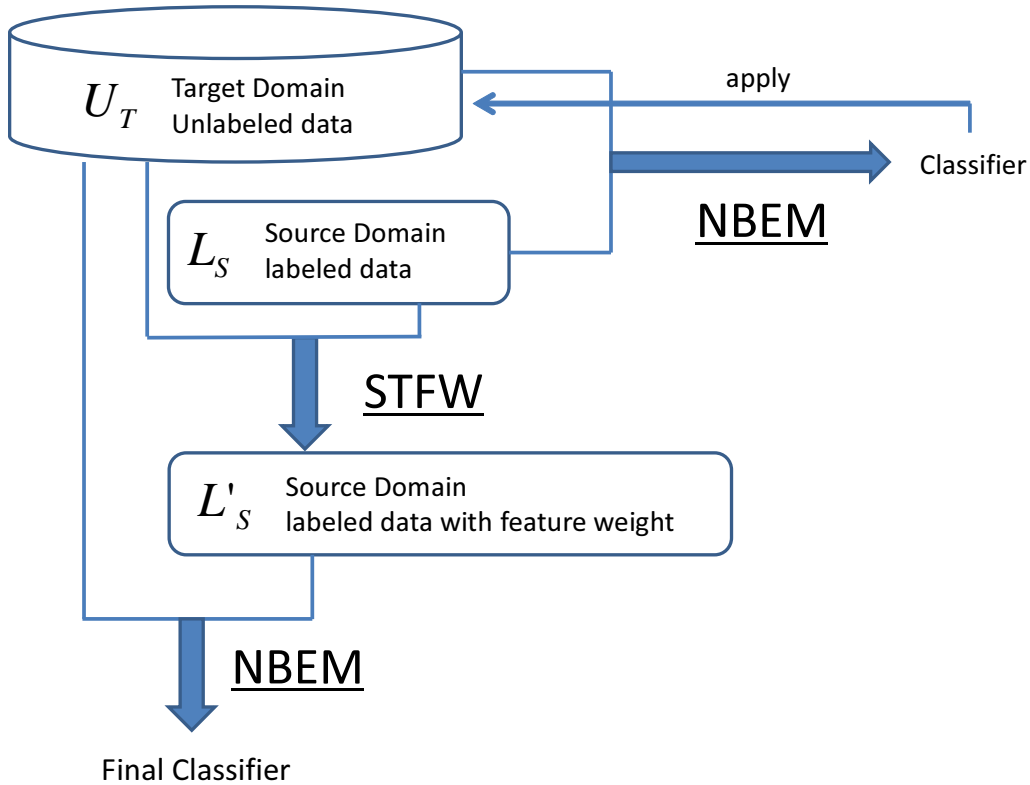 U_T
Target Domain
Unlabeled data
apply
Classifier
NBEM
L_S
Source Domain
labeled data
STFW
L'_S
Source Domain
labeled data with feature weight
NBEM
Final Classifier